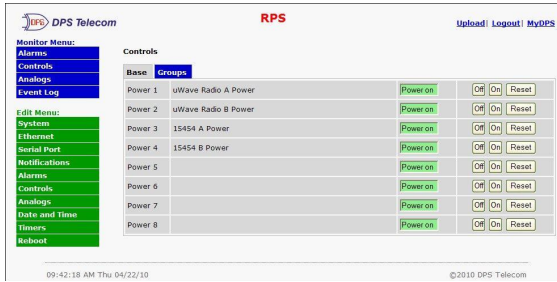 DPS DPS Telecom
RPS
Upload| Logout| MyDPS
Monitor Menu:
Alarms
Controls
Analogs
Event Log
Edit Menu:
System
Ethernet
Serial Port
Notifications
Alarms
Controls
Analogs
Date and Time
Timers
Reboot
Controls
Base Groups
Power 1 uWave Radio A Power Power on Off On Reset
Power 2 uWave Radio B Power Power on Off On Reset
Power 3 15454 A Power Power on Off On Reset
Power 4 15454 B Power Power on Off On Reset
Power 5 Power on Off On Reset
Power 6 Power on Off On Reset
Power 7 Power on Off On Reset
Power 8 Power on Off On Reset
09:42:18 AM Thu 04/22/10
©2010 DPS Telecom